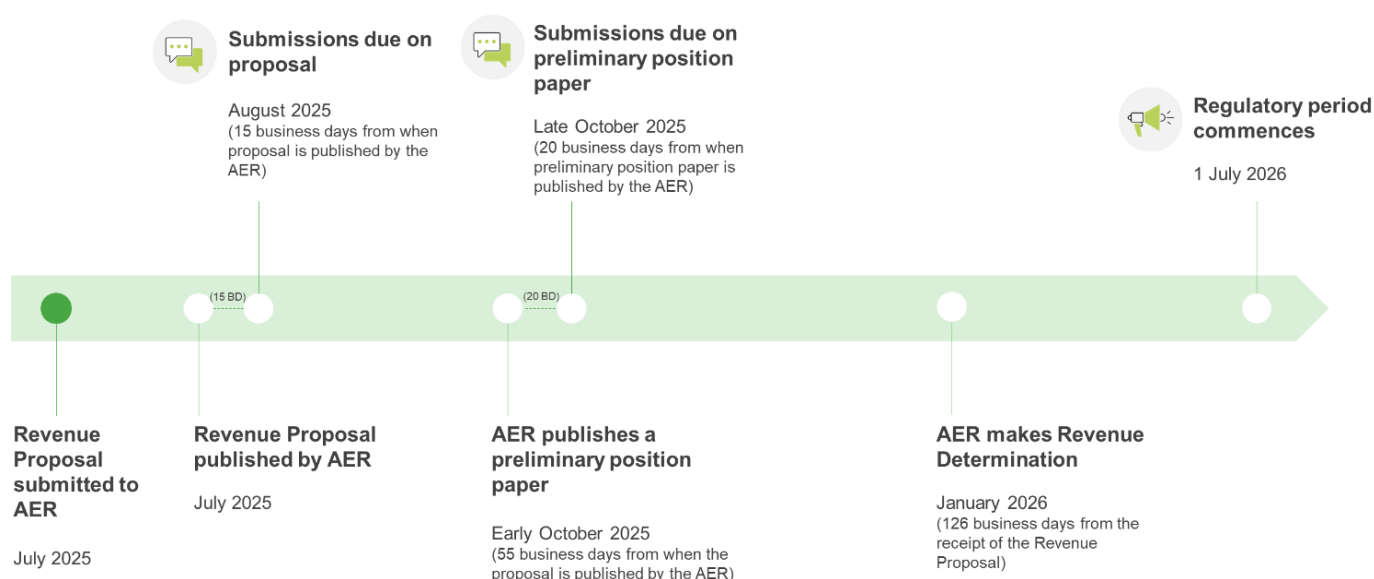 Submissions due on
proposal
August 2025
(15 business days from when
proposal is published by the
AER)
Submissions due on
preliminary position
paper
Late October 2025
(20 business days from when
preliminary position paper is
published by the AER)
Regulatory period
commences
1 July 2026
(15 BD)
(20 BD)
Revenue
Proposal
submitted to
AER
July 2025
Revenue Proposal
published by AER
July 2025
AER publishes a
preliminary position
paper
Early October 2025
(55 business days from when the
proposal is published by the AER)
AER makes Revenue
Determination
January 2026
(126 business days from the
receipt of the Revenue
Proposal)